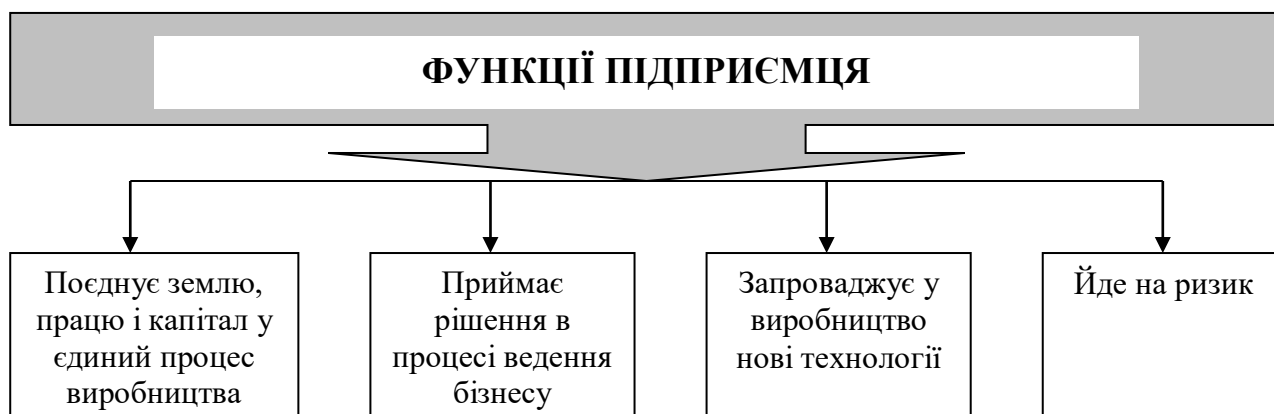 ФУНКЦІЇ ПІДПРИЄМЦЯ
Поєднує землю,
працю і капітал у
єдиний процес
виробництва
Приймає
рішення в
процесі ведення
бізнесу
Запроваджує у
виробництво
нові технології
Йде на ризик